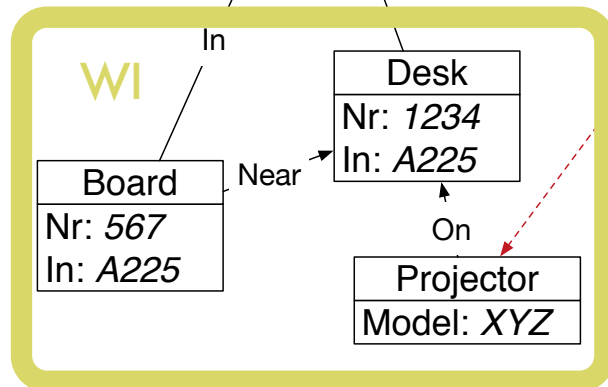 In
WI
Desk
Nr: 1234
In: A225
Near
Board
Nr: 567
In: A225
On
Projector
Model: XYZ